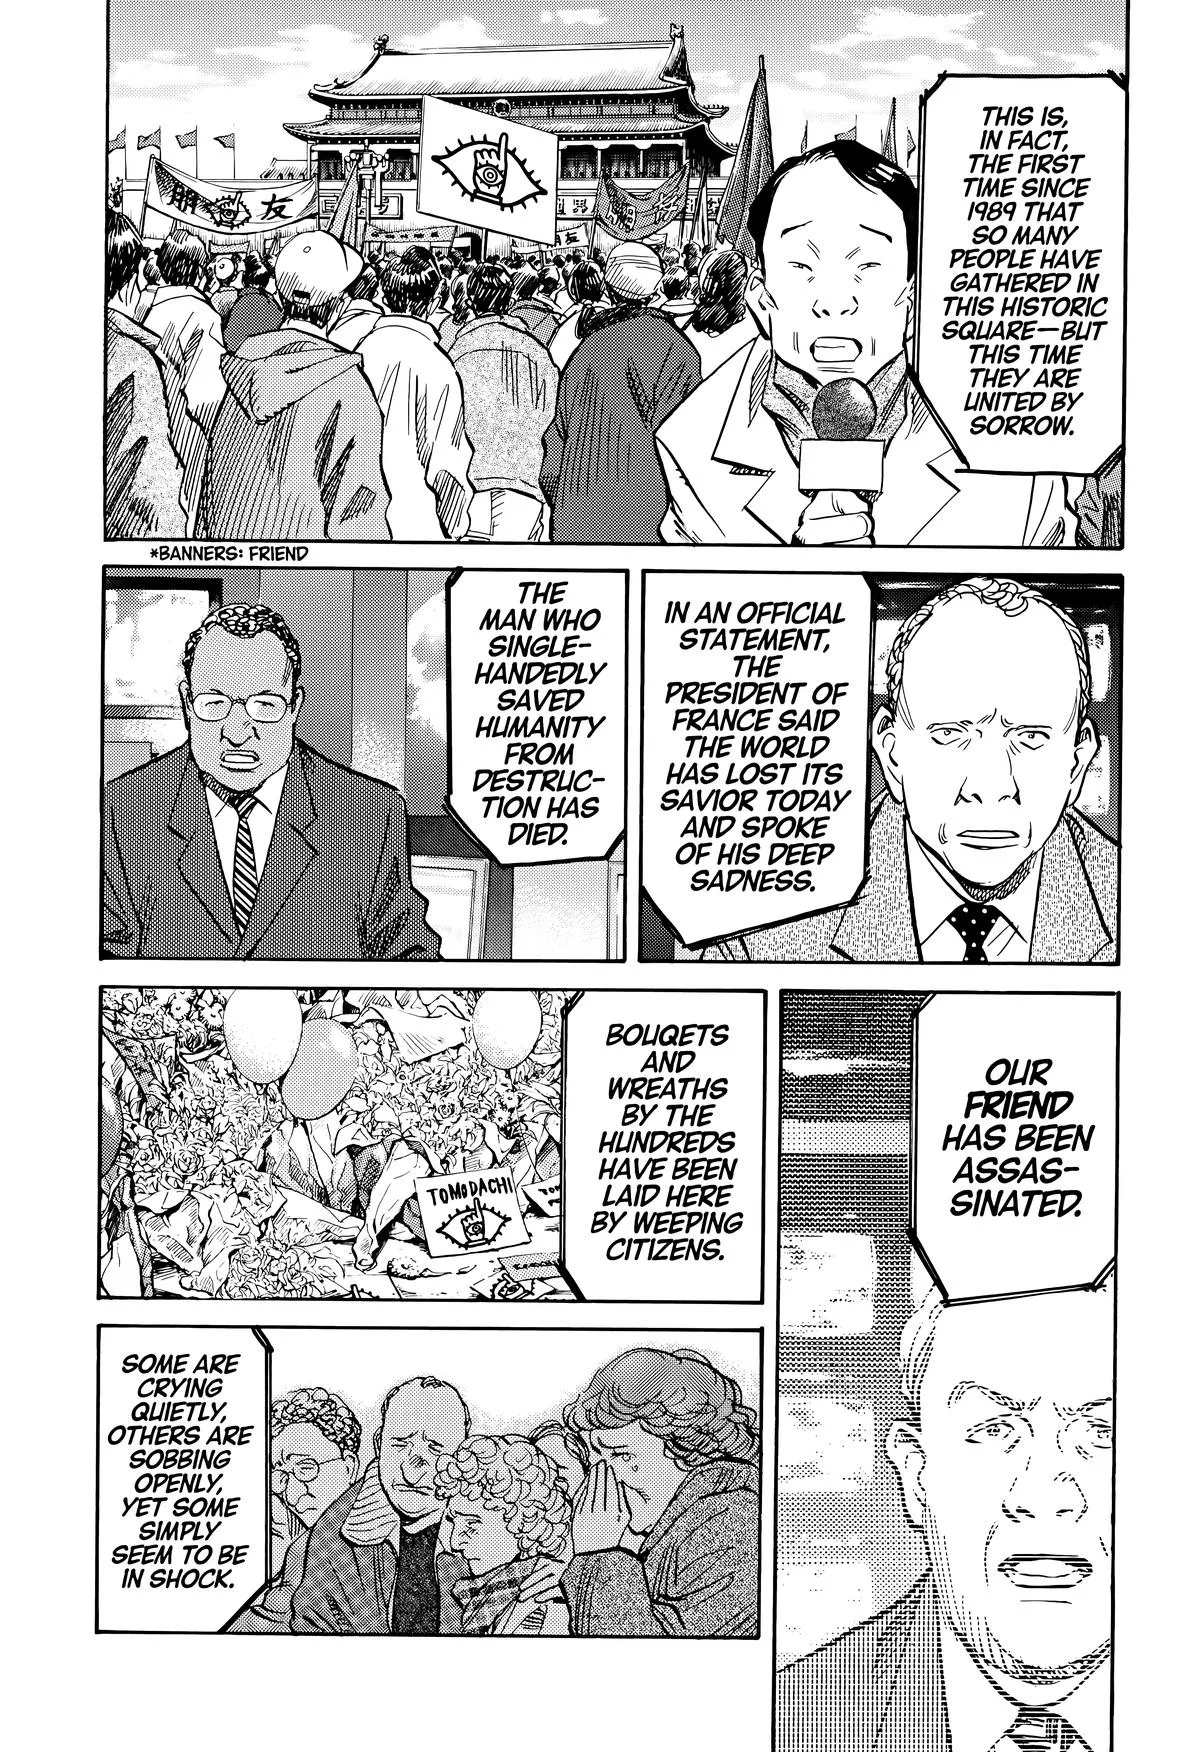 THIS IS,
IN FACT,
THE FIRST
TIME SINCE
1989 THAT
SO MANY
PEOPLE HAVE
GATHERED IN
THIS HISTORIC
SQUARE—BUT
THIS TIME
THEY ARE
UNITED BY
SORROW.
朋
友
友
*BANNERS: FRIEND
IN AN OFFICIAL
STATEMENT,
THE
PRESIDENT OF
FRANCE SAID
THE WORLD
HAS LOST ITS
SAVIOR TODAY
AND SPOKE
OF HIS DEEP
SADNESS.
THE
MAN WHO
SINGLE-
HANDEDLY
SAVED
HUMANITY
FROM
DESTRUC-
TION HAS
DIED.
OUR
FRIEND
HAS BEEN
ASSAS-
SINATED.
BOUQETS
AND
WREATHS
BY THE
HUNDREDS
HAVE BEEN
LAID HERE
BY WEEPING
CITIZENS.
TOMODACHI
SOME ARE
CRYING
QUIETLY,
OTHERS ARE
SOBBING
OPENLY,
YET SOME
SIMPLY
SEEM TO BE
IN SHOCK.